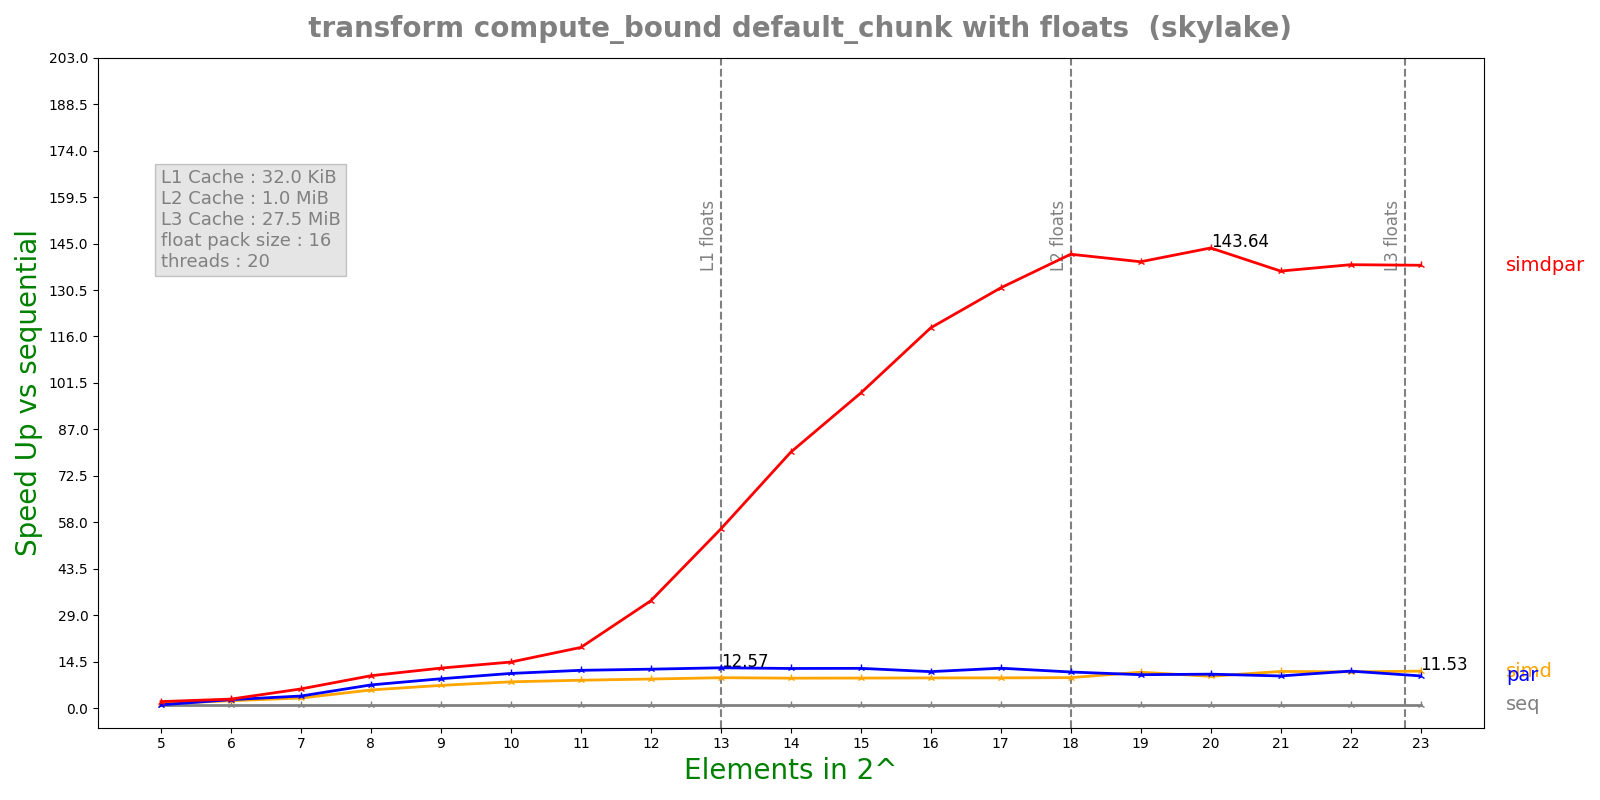 transform compute_bound default_chunk with floats (skylake)
Speed Up vs sequential
203.0
188.5
174.0
159.5
145.0
130.5
116.0
101.5
87.0
72.5
58.0
43.5
29.0
14.5
0.0
L1 Cache : 32.0 KiB
L2 Cache : 1.0 MiB
L3 Cache : 27.5 MiB
float pack size : 16
threads : 20
L1 floats
L2 floats
L3 floats
143.64
12.57
11.53
simdpar
simd
par
seq
5 6 7 8 9 10 11 12 13 14 15 16 17 18 19 20 21 22 23
Elements in 2^